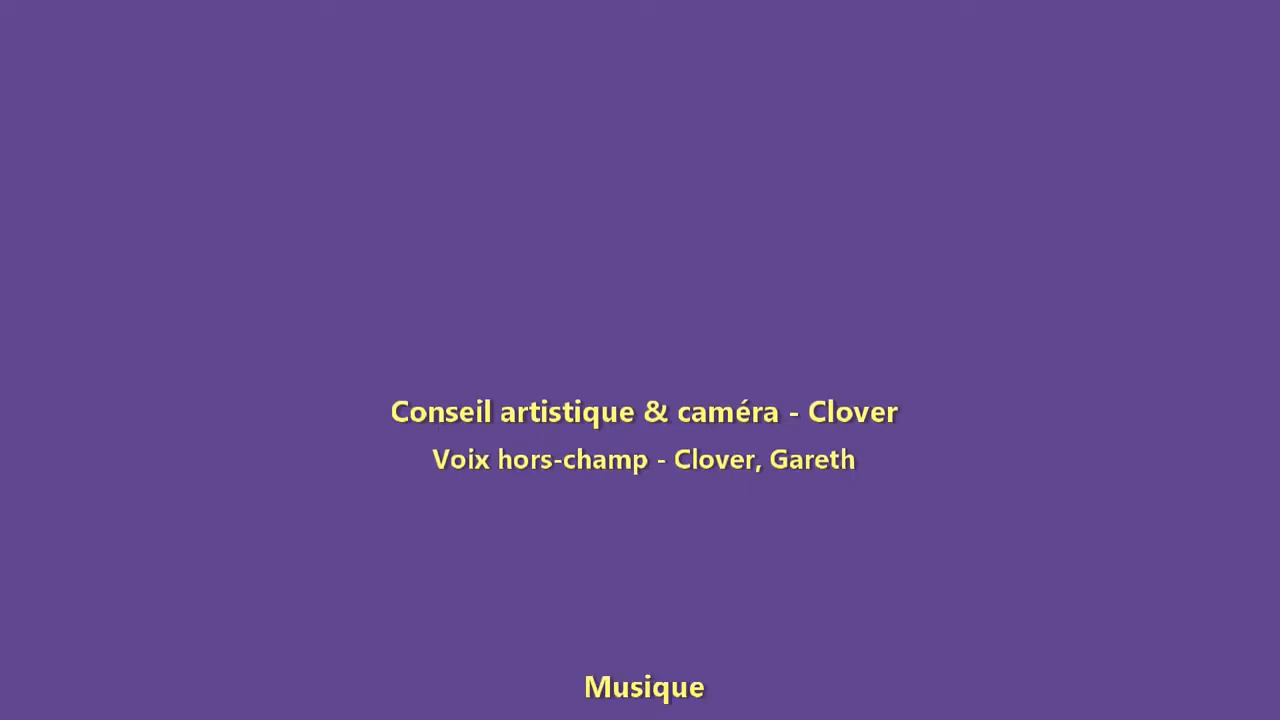 Conseil artistique & caméra - Clover
Voix hors-champ - Clover, Gareth
Musique